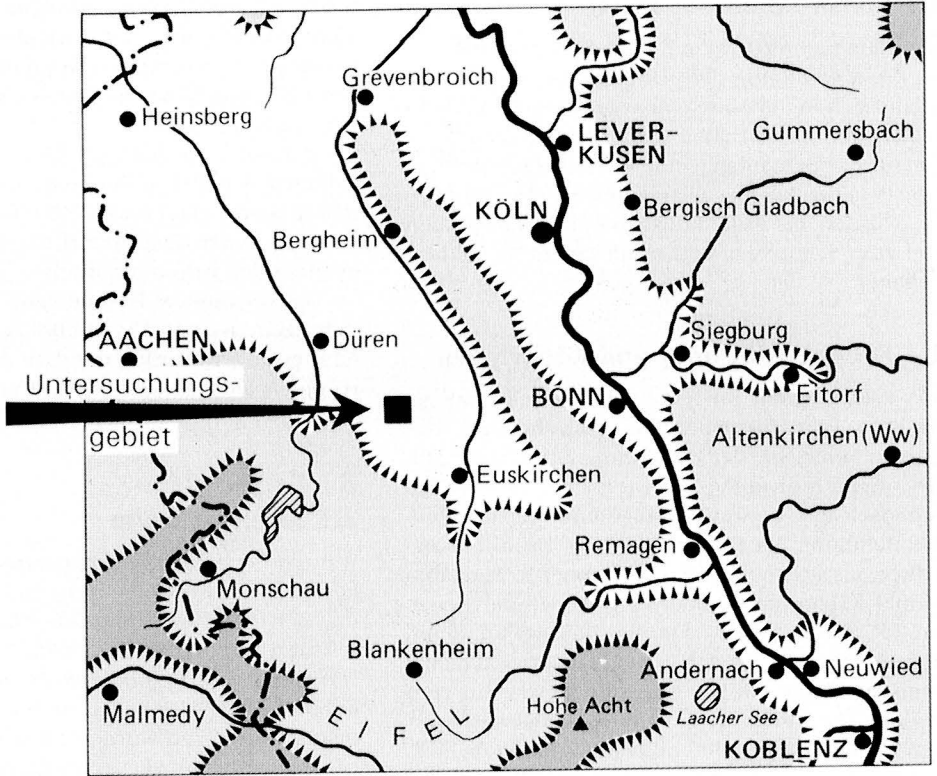 Grevenbroich
Heinsberg
LEVER-
KUSEN
Gummersbach
KÖLN
Bergisch Gladbach
Bergheim
Siegburg
AACHEN
Düren
Untersuchungs-
gebiet
BONN
Eitorf
Altenkirchen (Ww)
Euskirchen
Remagen
Monschau
Blankenheim
Andernach
Neuwied
Malmedy
EIFEL
Hohe Acht
Laacher See
KOBLENZ